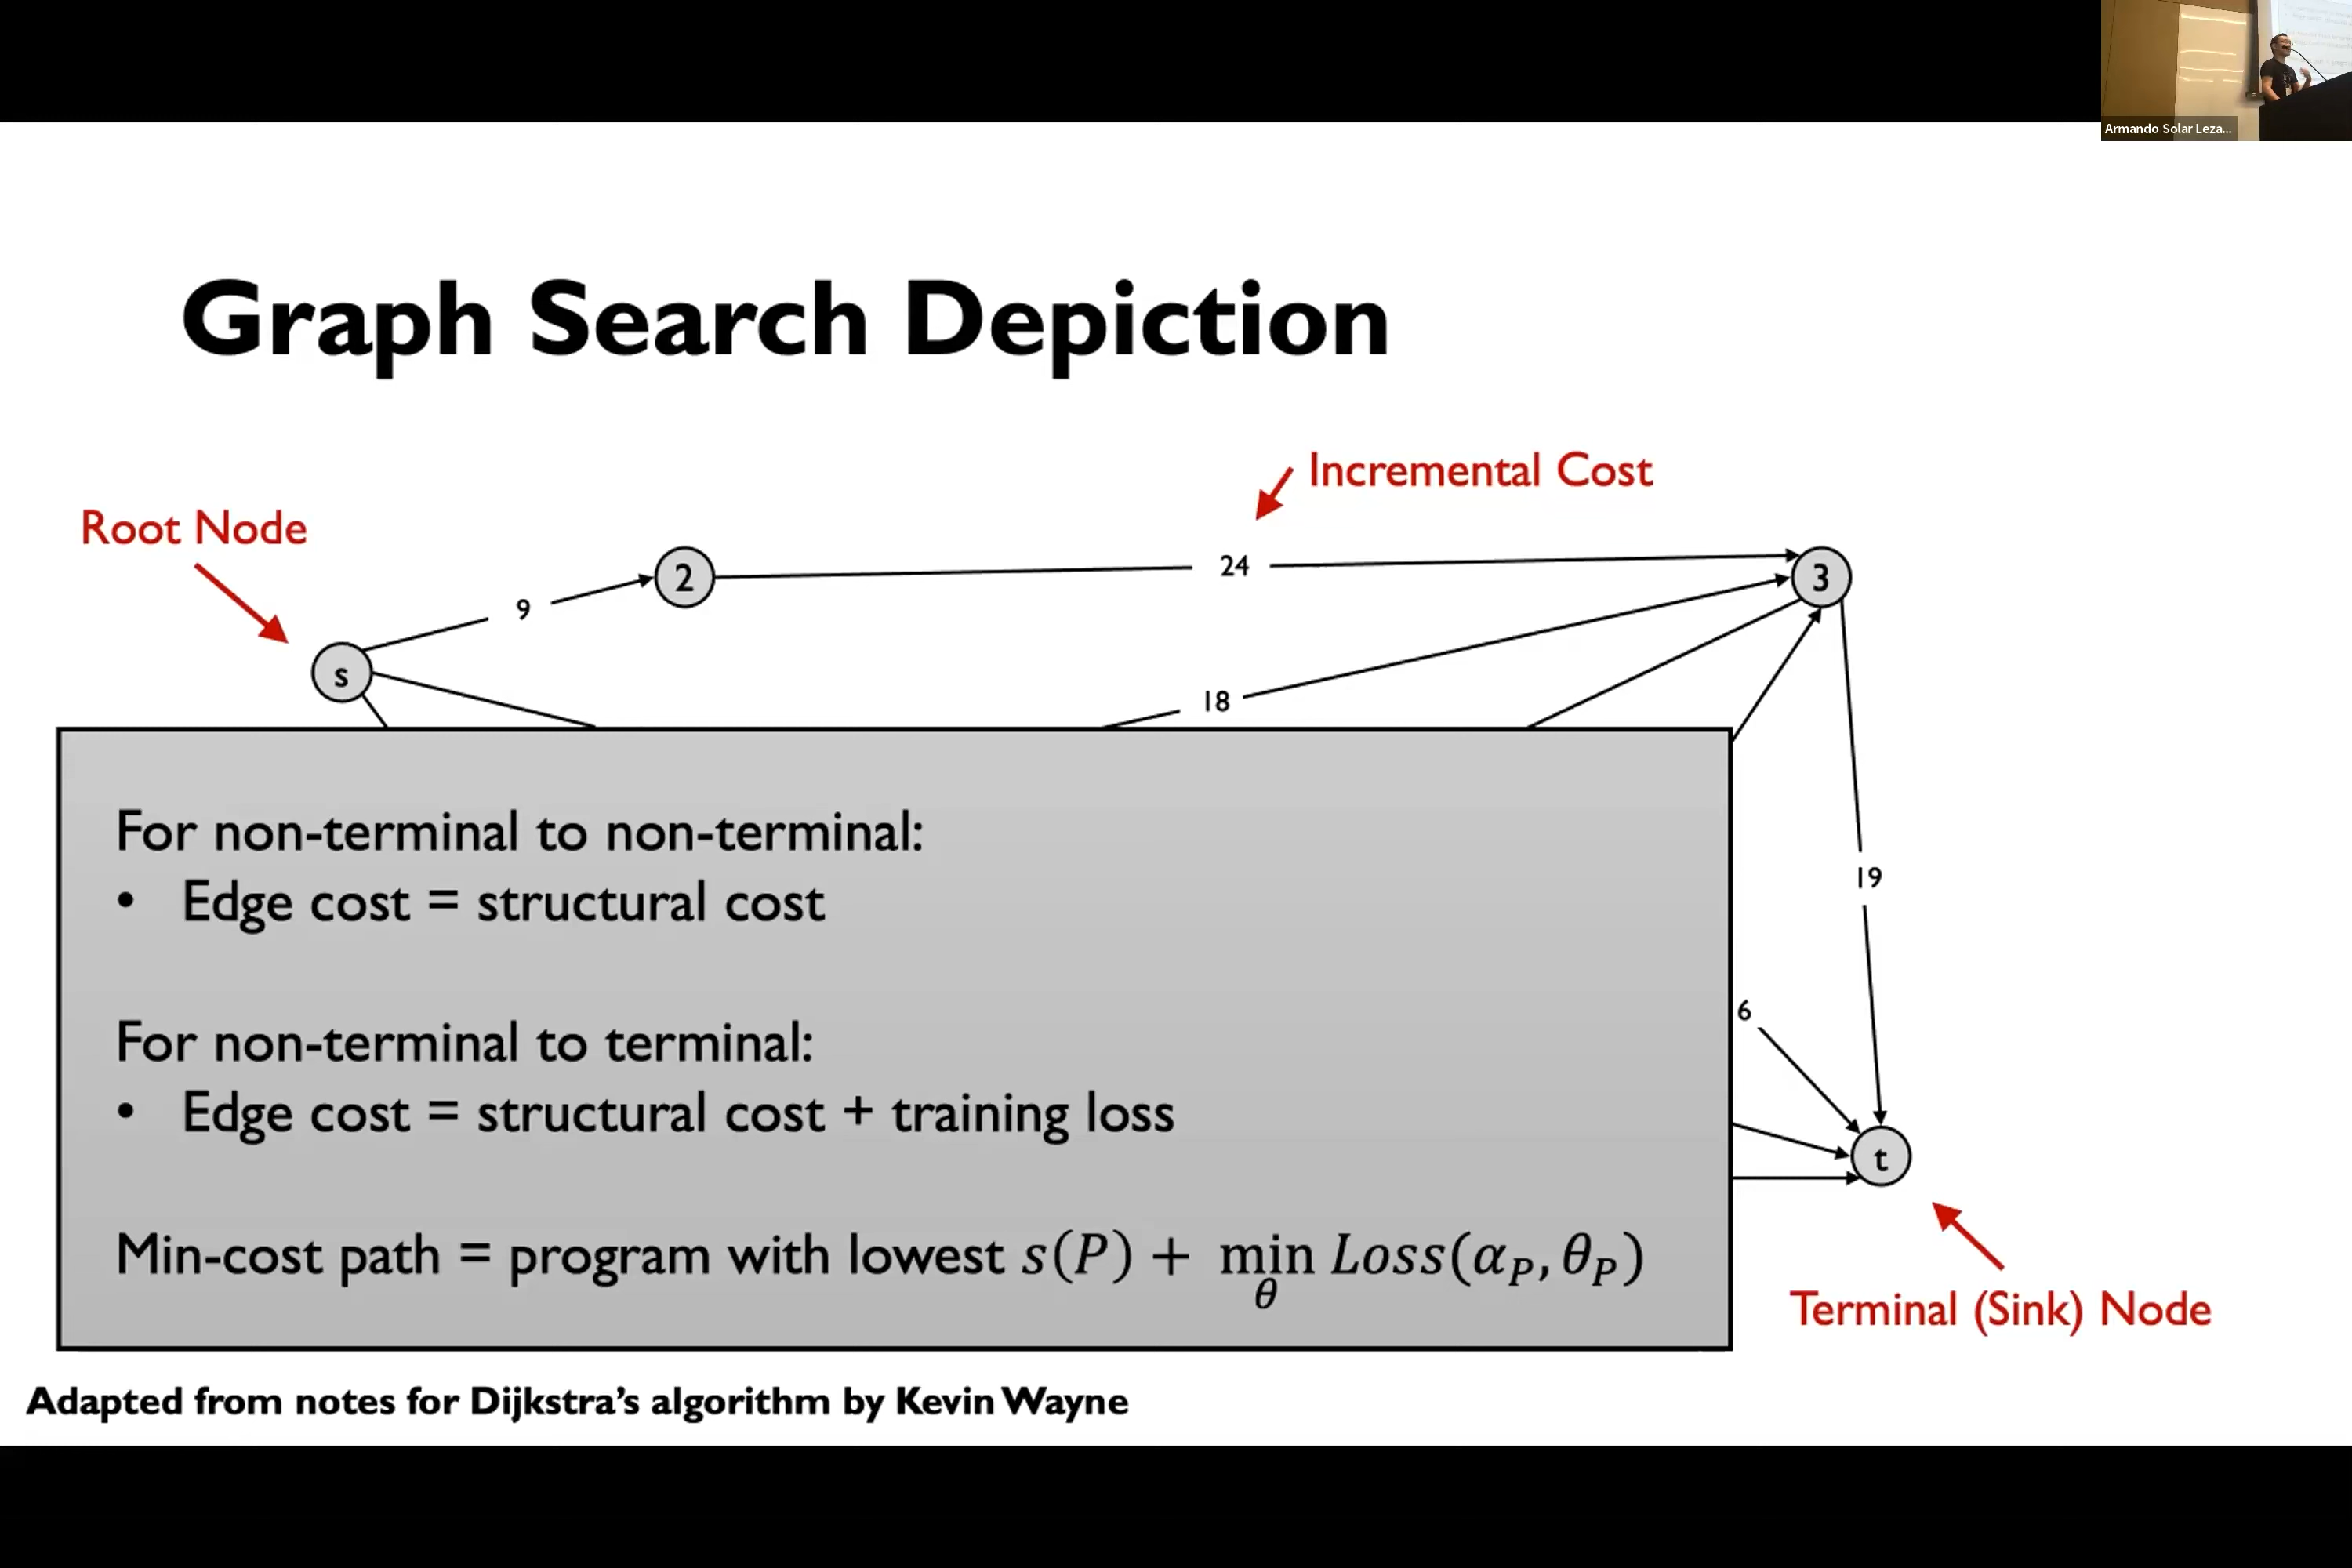 Armando Solar Leza...
Graph Search Depiction
Incremental Cost
Root Node
2
24
3
9
s
18
For non-terminal to non-terminal:
• Edge cost = structural cost
19
6
For non-terminal to terminal:
• Edge cost = structural cost + training loss
t
Min-cost path = program with lowest s(P) + min_θ Loss(α_P, θ_P)
Terminal (Sink) Node
Adapted from notes for Dijkstra’s algorithm by Kevin Wayne